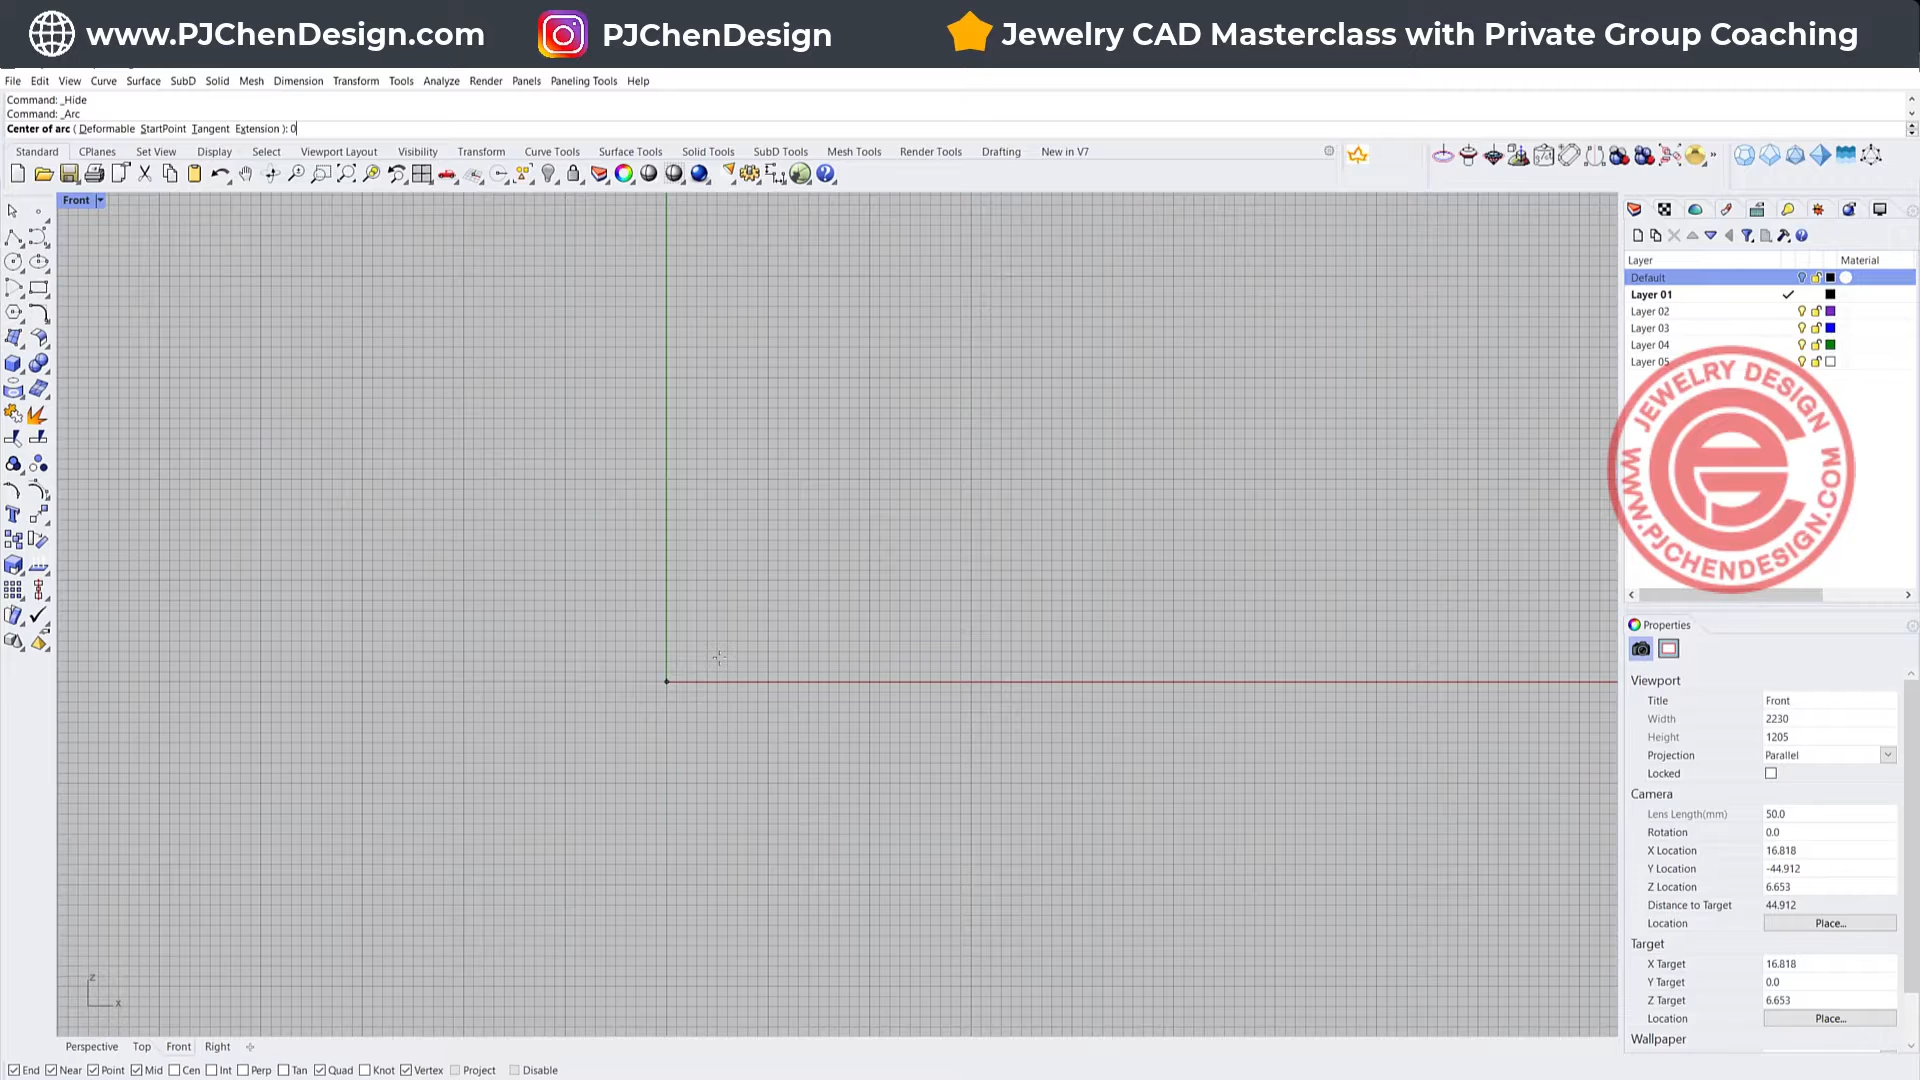 www.PJChenDesign.com PJChenDesign Jewelry CAD Masterclass with Private Group Coaching
File Edit View Curve Surface SubD Solid Mesh Dimension Transform Tools Analyze Render Panels Paneling Tools Help
Command: _Hide
Command: _Arc
Center of arc ( Deformable StartPoint Tangent Extension ): 0
Standard CPlanes Set View Display Select Viewport Layout Visibility Transform Curve Tools Surface Tools Solid Tools SubD Tools Mesh Tools Render Tools Drafting New in V7
Front
Layer Material
Default
Layer 01
Layer 02
Layer 03
Layer 04
Layer 05
JEWELRY DESIGN
WWW.PJCHENDESIGN.COM
Properties
Viewport
Title Front
Width 2230
Height 1205
Projection Parallel
Locked
Camera
Lens Length(mm) 50.0
Rotation 0.0
X Location 16.818
Y Location -44.912
Z Location 6.653
Distance to Target 44.912
Location Place...
Target
X Target 16.818
Y Target 0.0
Z Target 6.653
Location Place...
Wallpaper
z
x
Perspective Top Front Right
End Near Point Mid Cen Int Perp Tan Quad Knot Vertex Project Disable